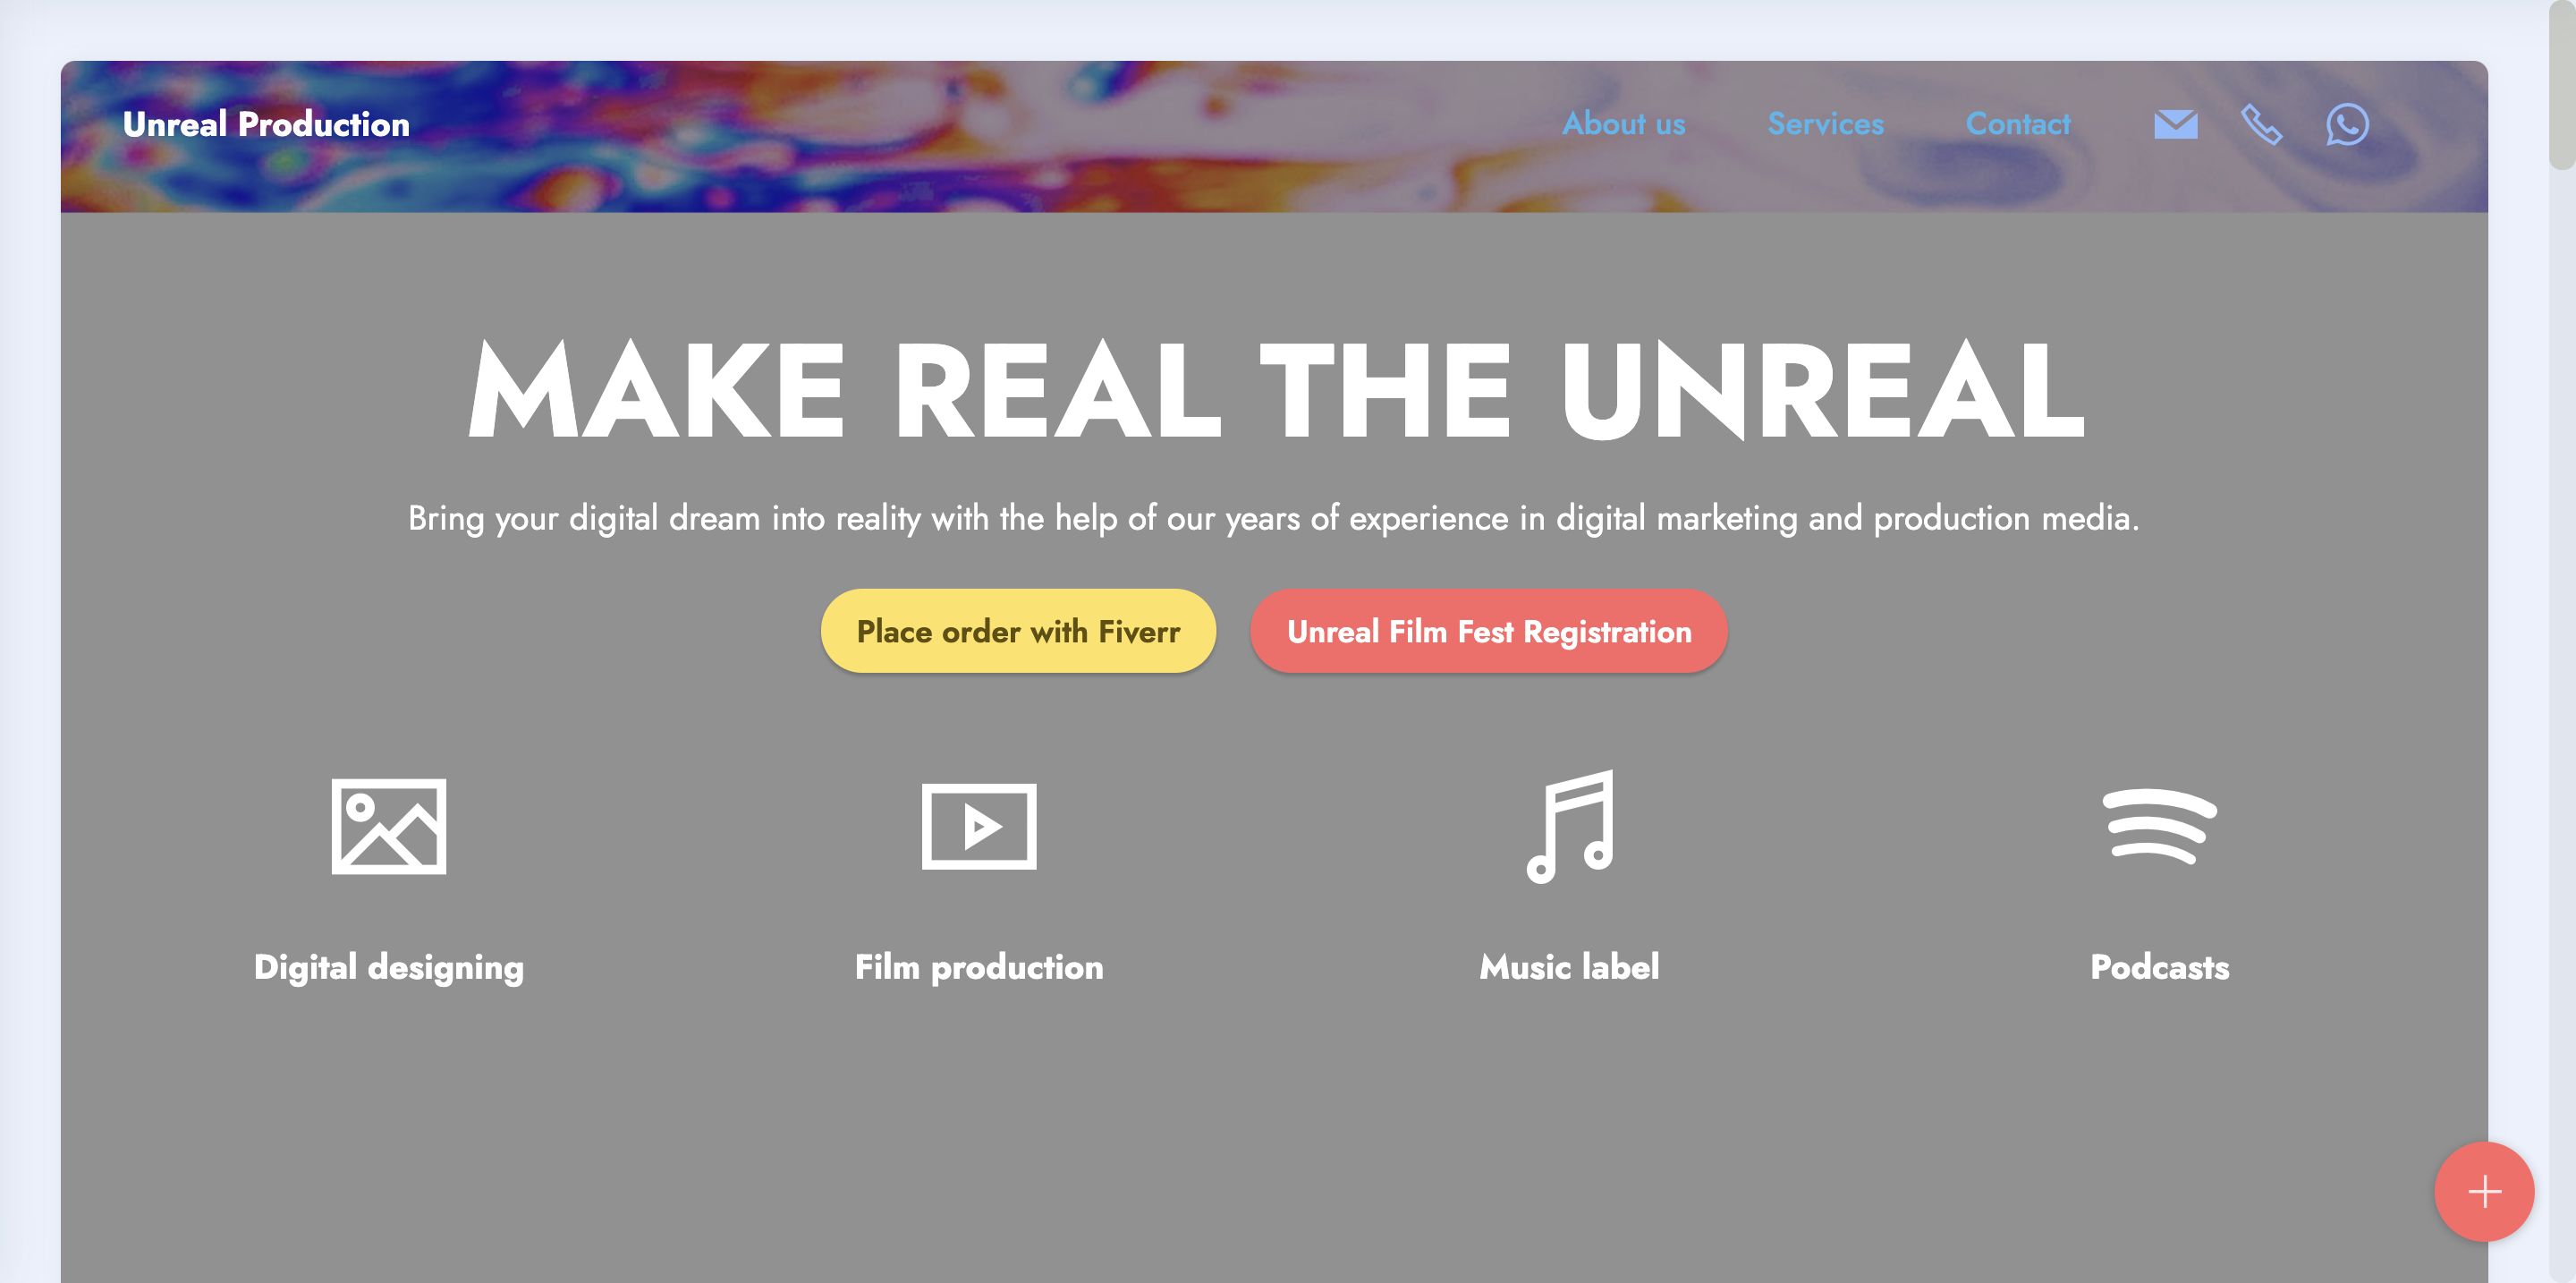 Unreal Production
About us
Services
Contact
MAKE REAL THE UNREAL
Bring your digital dream into reality with the help of our years of experience in digital marketing and production media.
Place order with Fiverr
Unreal Film Fest Registration
Digital designing
Film production
Music label
Podcasts